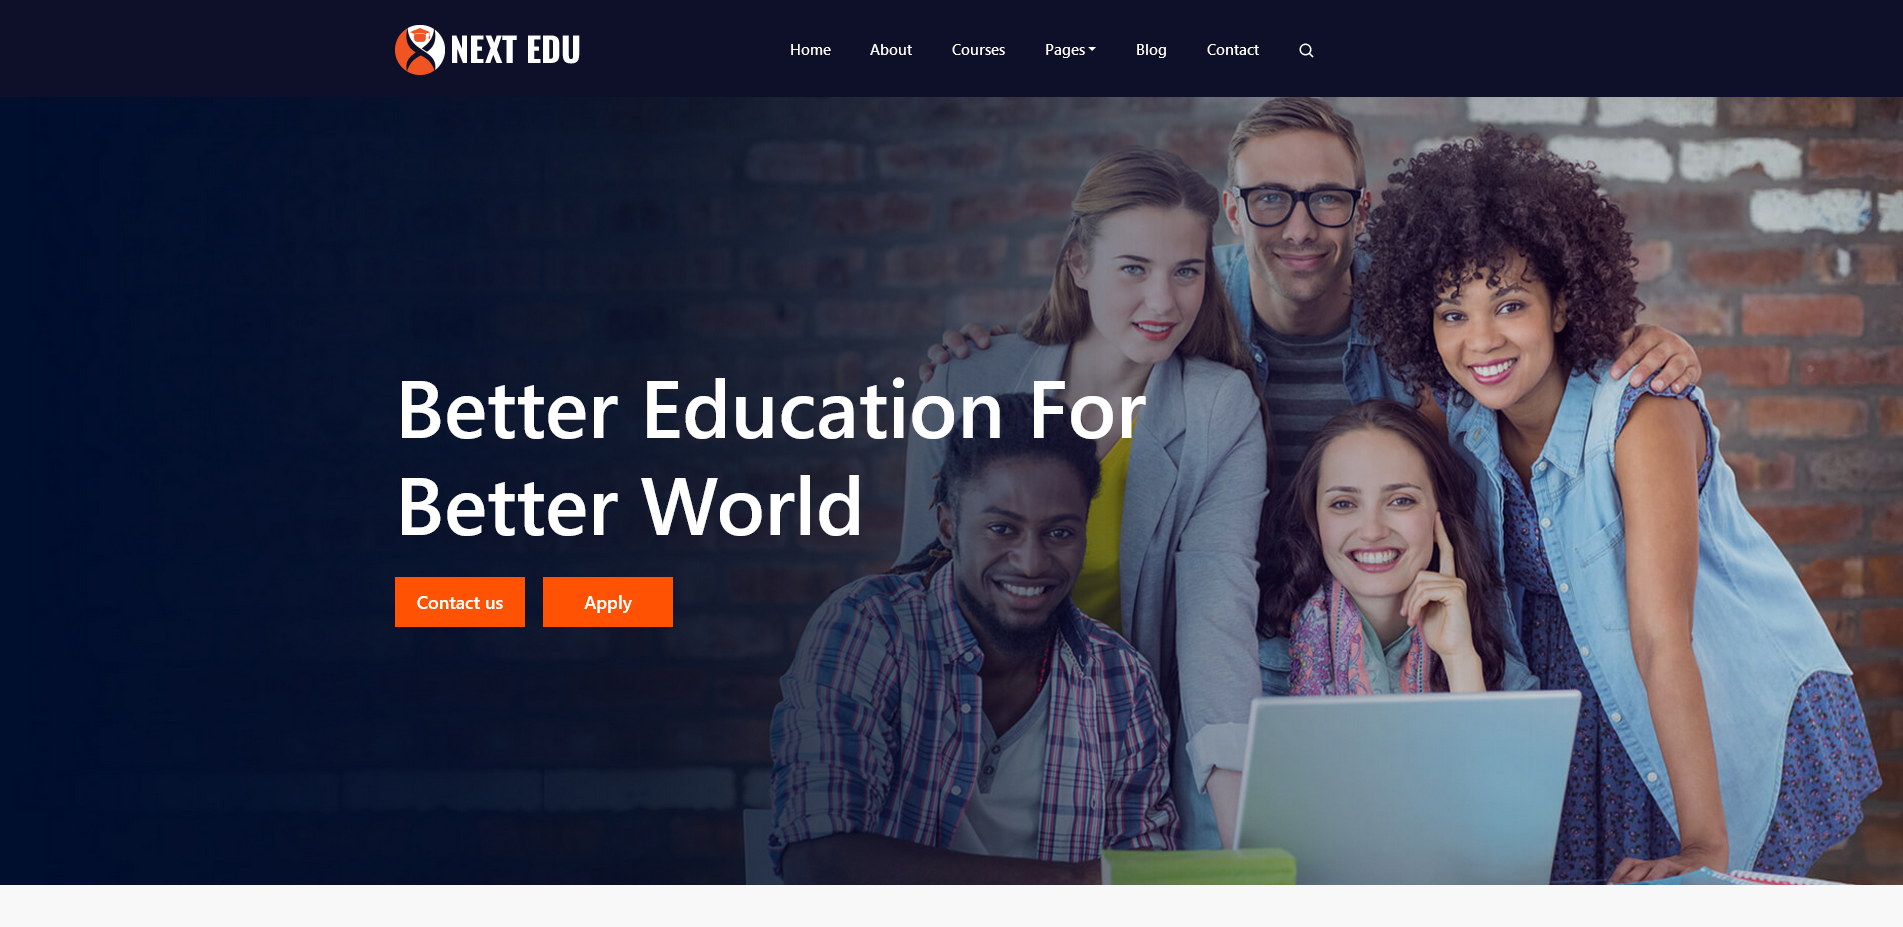 NEXT EDU
Home About Courses Pages Blog Contact
Better Education For
Better World
Contact us Apply